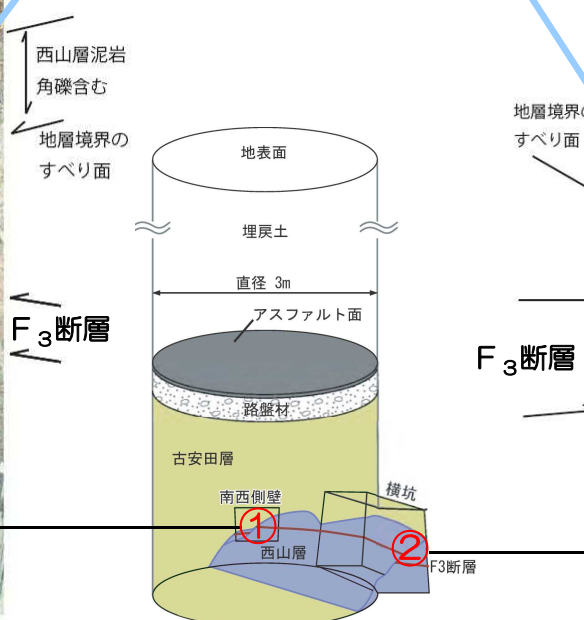 西山層泥岩
角礫含む
地層境界の
すべり面
F₃断層
地表面
埋戻土
直径 3m
アスファルト面
路盤材
古安田層
南西側壁
①
西山層
横坑
②
F3断層
地層境界の
すべり面
F₃断層